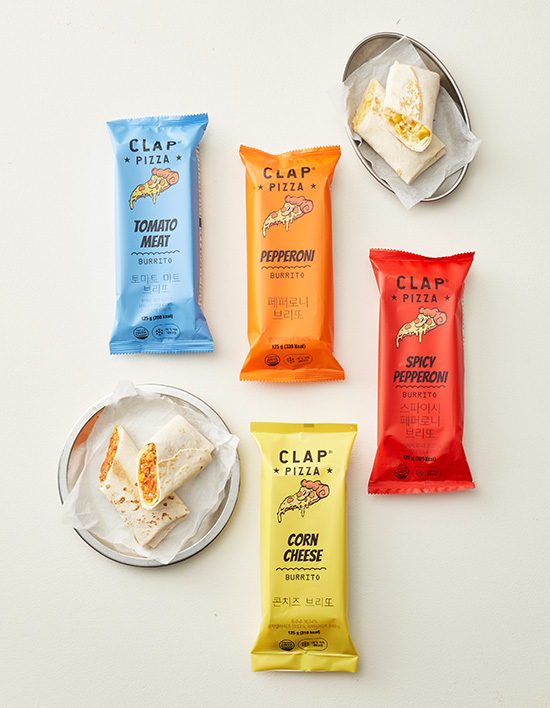 CLAP®
PIZZA
TOMATO
MEAT
BURRITO
토마토 미트
브리또
CLAP®
PIZZA
PEPPERONI
BURRITO
페퍼로니
브리또
CLAP®
PIZZA
SPICY
PEPPERONI
BURRITO
스파이시
페퍼로니
브리또
CLAP®
PIZZA
CORN
CHEESE
BURRITO
콘치즈 브리또